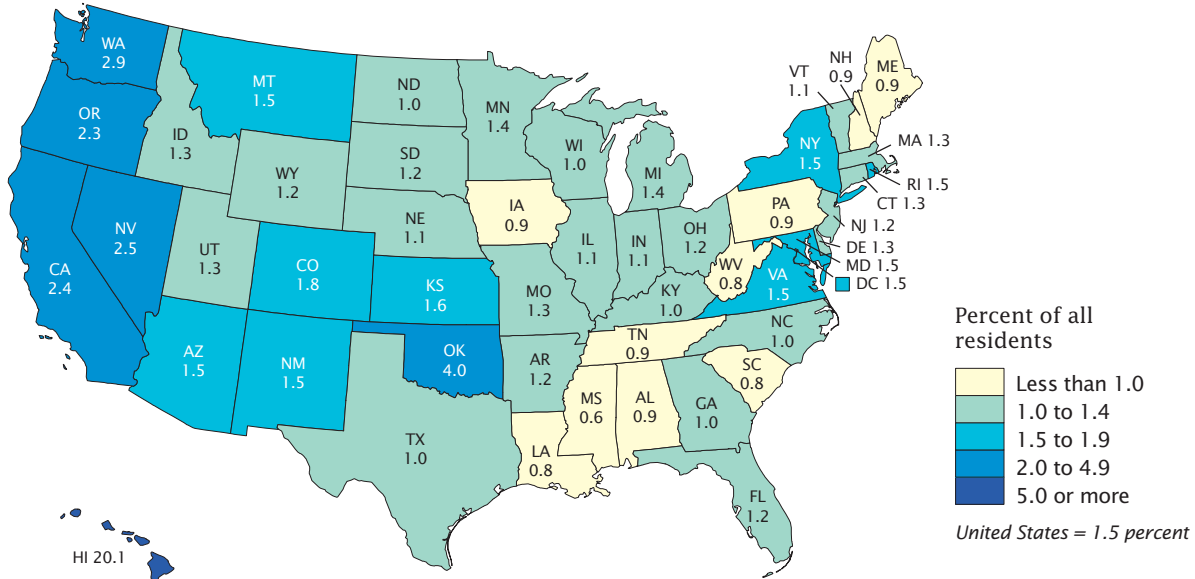 WA
2.9
OR
2.3
CA
2.4
NV
2.5
ID
1.3
MT
1.5
WY
1.2
UT
1.3
CO
1.8
AZ
1.5
NM
1.5
ND
1.0
SD
1.2
NE
1.1
KS
1.6
OK
4.0
TX
1.0
MN
1.4
IA
0.9
MO
1.3
AR
1.2
LA
0.8
WI
1.0
IL
1.1
MI
1.4
IN
1.1
OH
1.2
KY
1.0
TN
0.9
MS
0.6
AL
0.9
GA
1.0
FL
1.2
SC
0.8
NC
1.0
VA
1.5
WV
0.8
PA
0.9
NY
1.5
VT
1.1
NH
0.9
ME
0.9
MA 1.3
RI 1.5
CT 1.3
NJ 1.2
DE 1.3
MD 1.5
DC 1.5
HI 20.1
Percent of all
residents
Less than 1.0
1.0 to 1.4
1.5 to 1.9
2.0 to 4.9
5.0 or more
United States = 1.5 percent